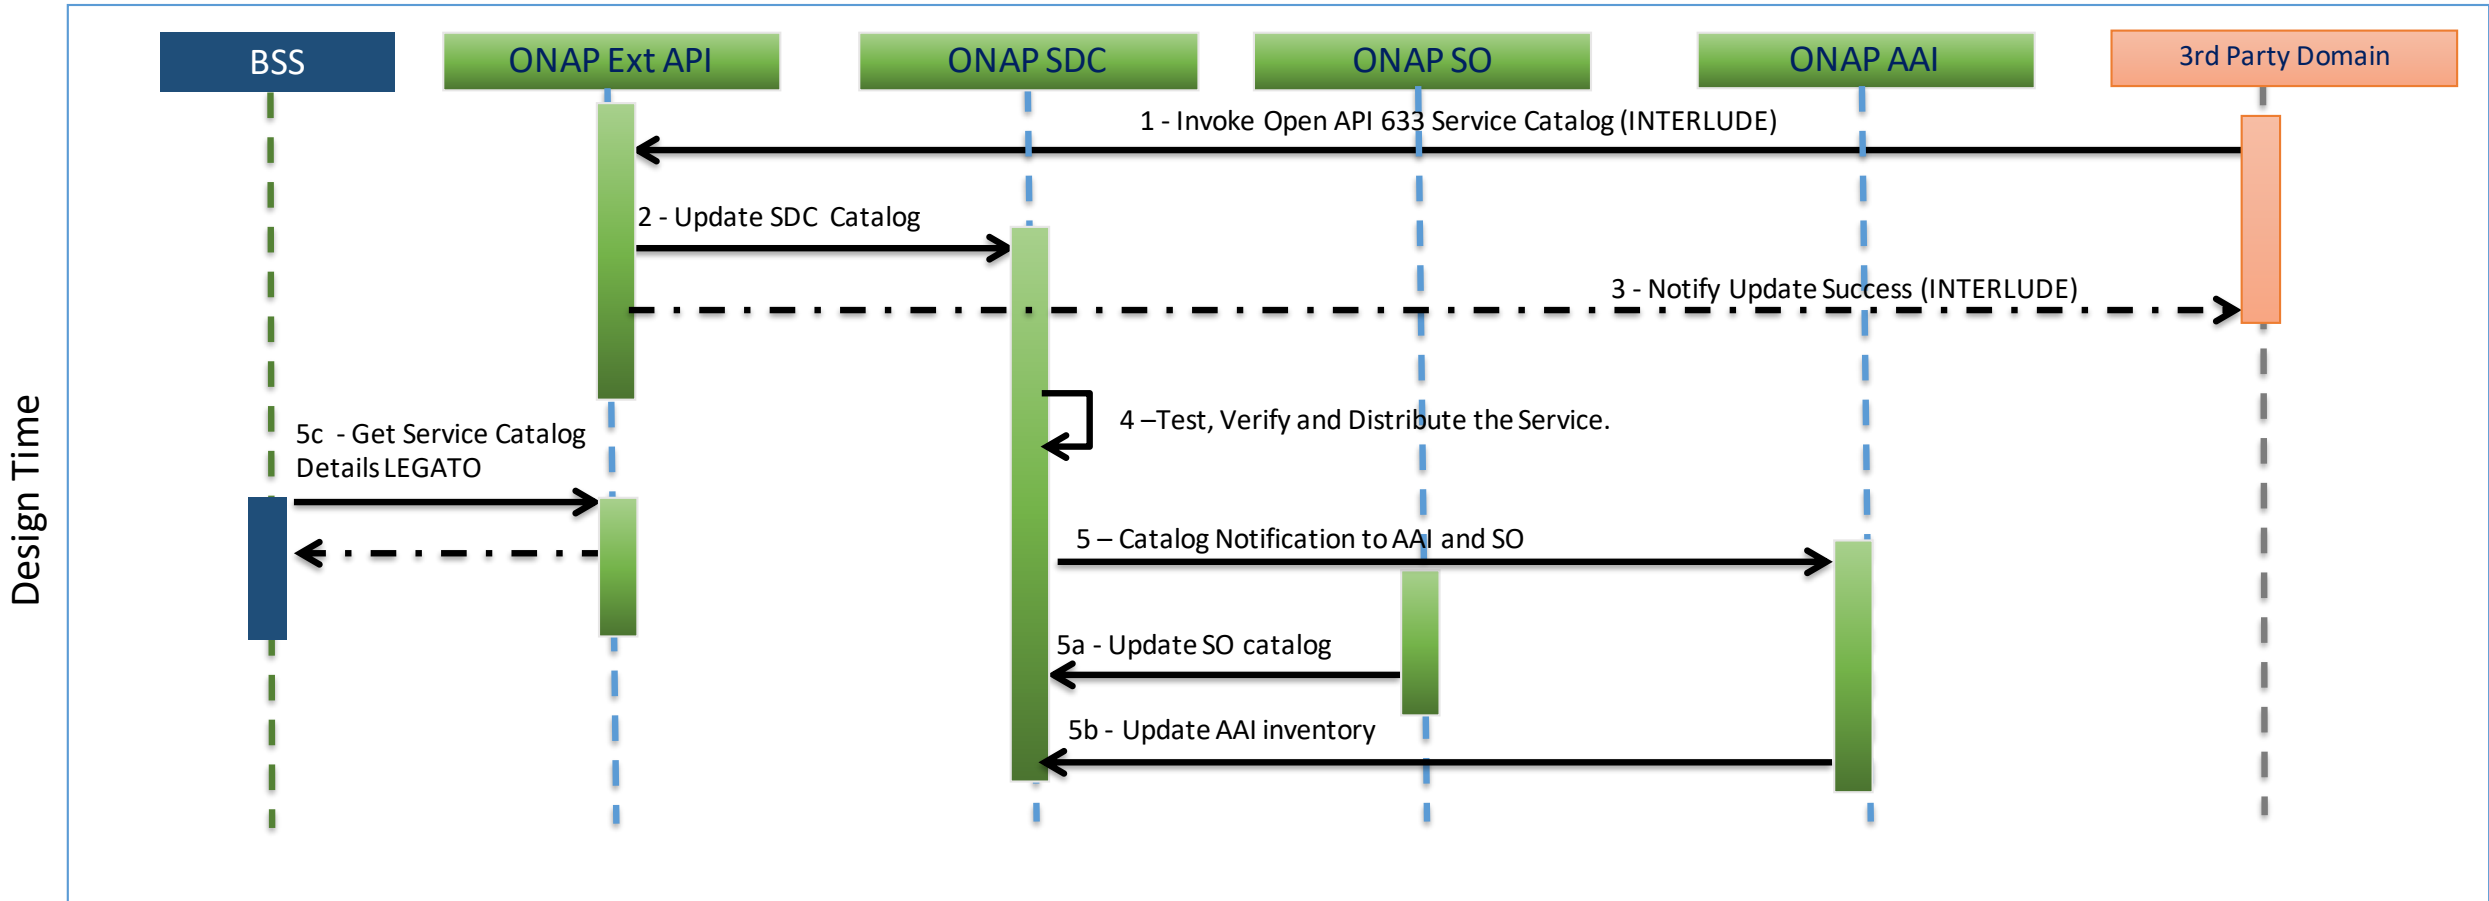 BSS
ONAP Ext API
ONAP SDC
ONAP SO
ONAP AAI
3rd Party Domain
1 - Invoke Open API 633 Service Catalog (INTERLUDE)
2 - Update SDC Catalog
3 - Notify Update Success (INTERLUDE)
4 –Test, Verify and Distribute the Service.
5c - Get Service Catalog
Details LEGATO
5 – Catalog Notification to AAI and SO
5a - Update SO catalog
5b - Update AAI inventory
Design Time